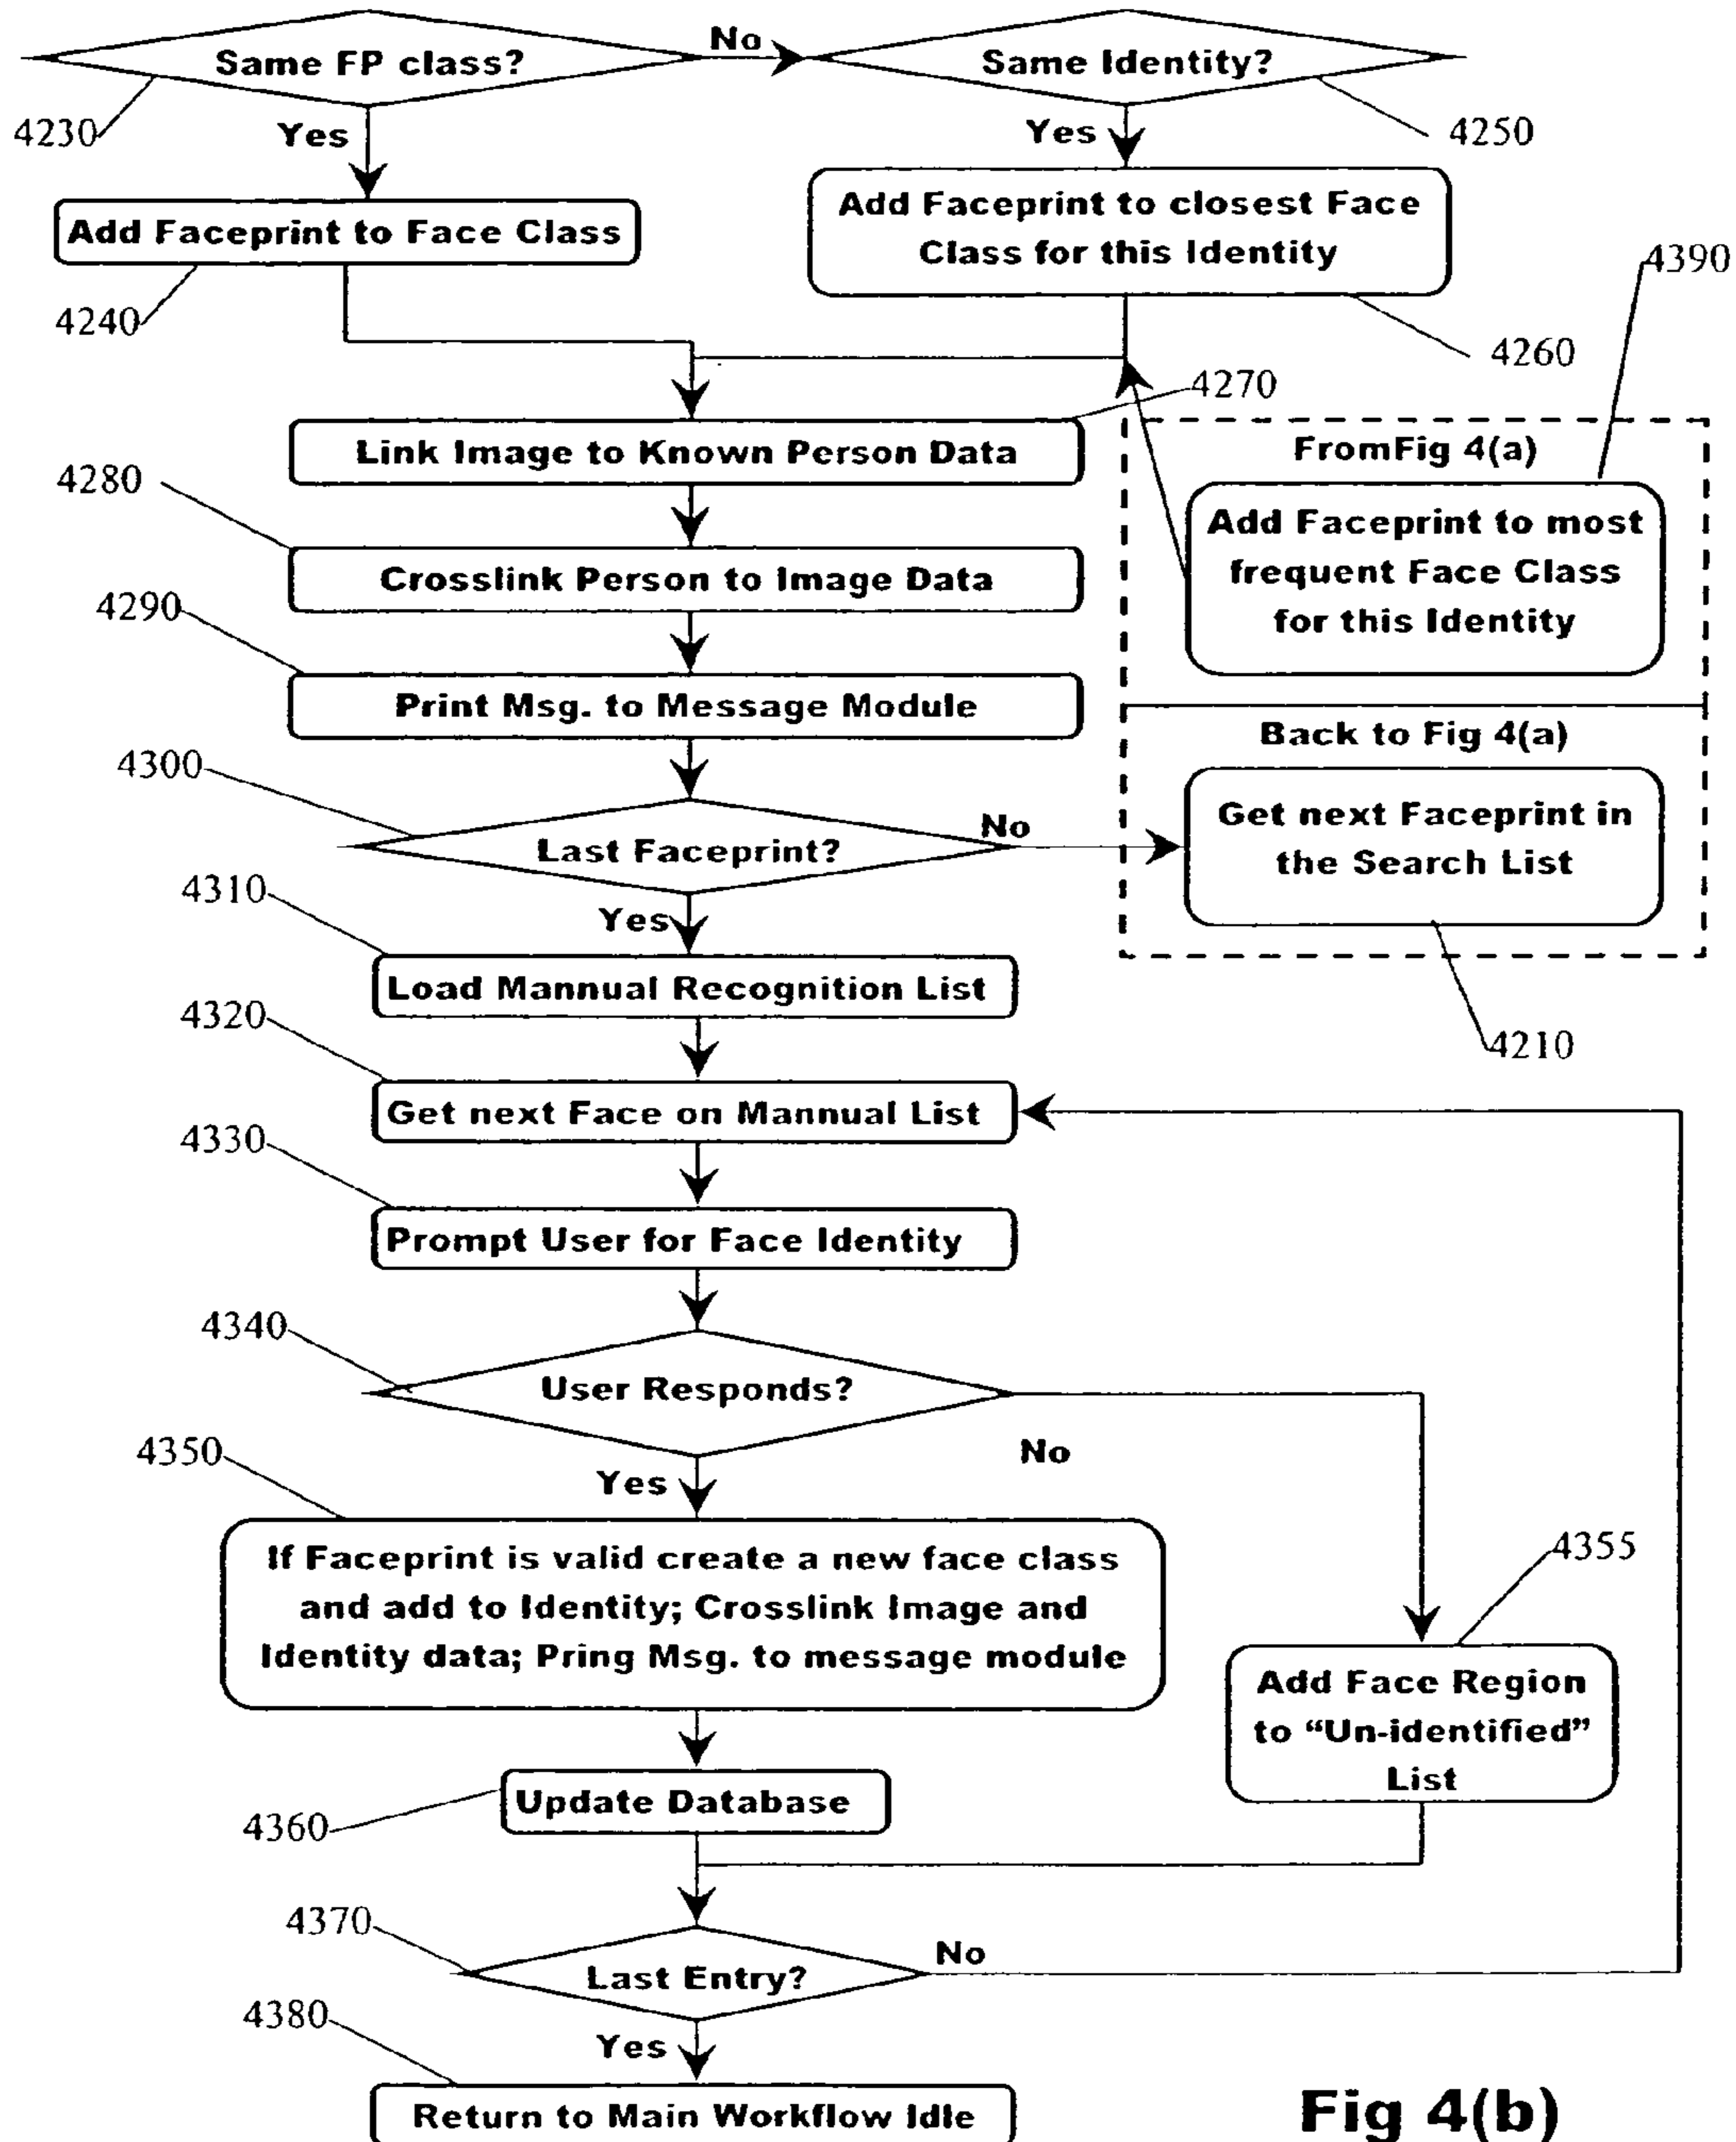 Same FP class?
No
Same Identity?
4230
Yes
Yes
4250
Add Faceprint to Face Class
Add Faceprint to closest Face
Class for this Identity
4240
4260
4390
4270
Link Image to Known Person Data
FromFig 4(a)
4280
Add Faceprint to most
frequent Face Class
for this Identity
Crosslink Person to Image Data
4290
Print Msg. to Message Module
Back to Fig 4(a)
4300
Last Faceprint?
No
Get next Faceprint in
the Search List
4210
4310
Yes
Load Mannual Recognition List
4320
Get next Face on Mannual List
4330
Prompt User for Face Identity
4340
User Responds?
No
4350
Yes
If Faceprint is valid create a new face class
and add to Identity; Crosslink Image and
Identity data; Pring Msg. to message module
4355
Add Face Region
to “Un-identified”
List
Update Database
4360
4370
Last Entry?
No
4380
Yes
Return to Main Workflow Idle
Fig 4(b)